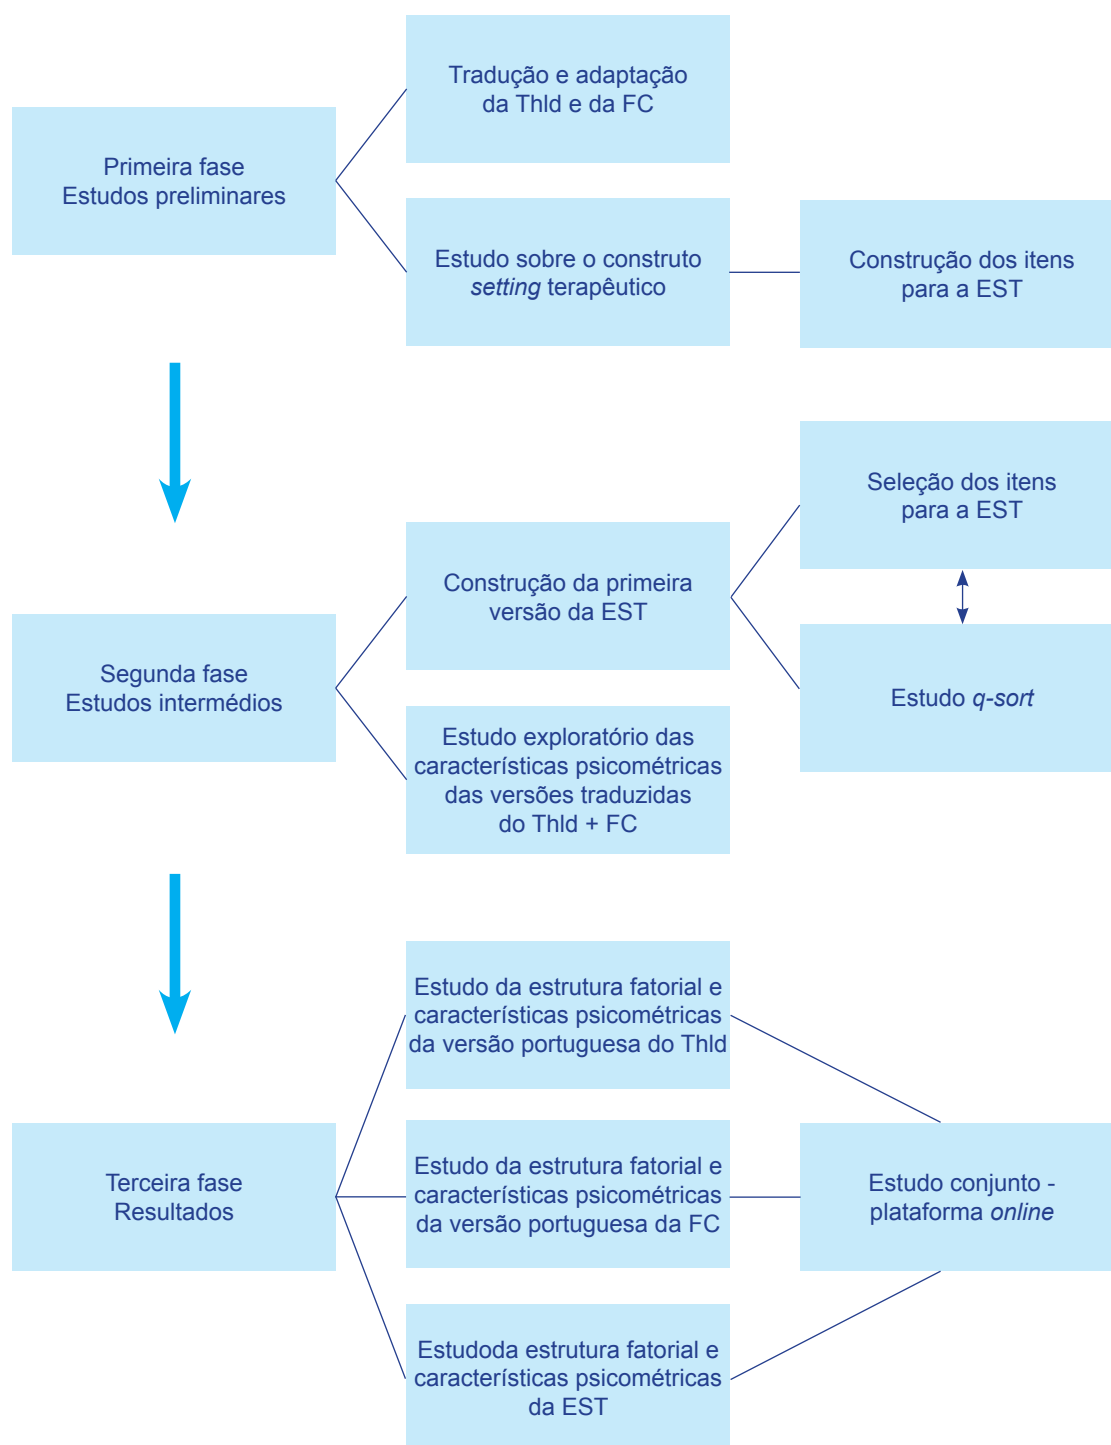 Primeira fase
Estudos preliminares
Tradução e adaptação
da Thld e da FC
Estudo sobre o construto
setting terapêutico
Construção dos itens
para a EST
Segunda fase
Estudos intermédios
Construção da primeira
versão da EST
Seleção dos itens
para a EST
Estudo q-sort
Estudo exploratório das
características psicométricas
das versões traduzidas
do Thld + FC
Terceira fase
Resultados
Estudo da estrutura fatorial e
características psicométricas
da versão portuguesa do Thld
Estudo da estrutura fatorial e
características psicométricas
da versão portuguesa da FC
Estudoda estrutura fatorial e
características psicométricas
da EST
Estudo conjunto -
plataforma online